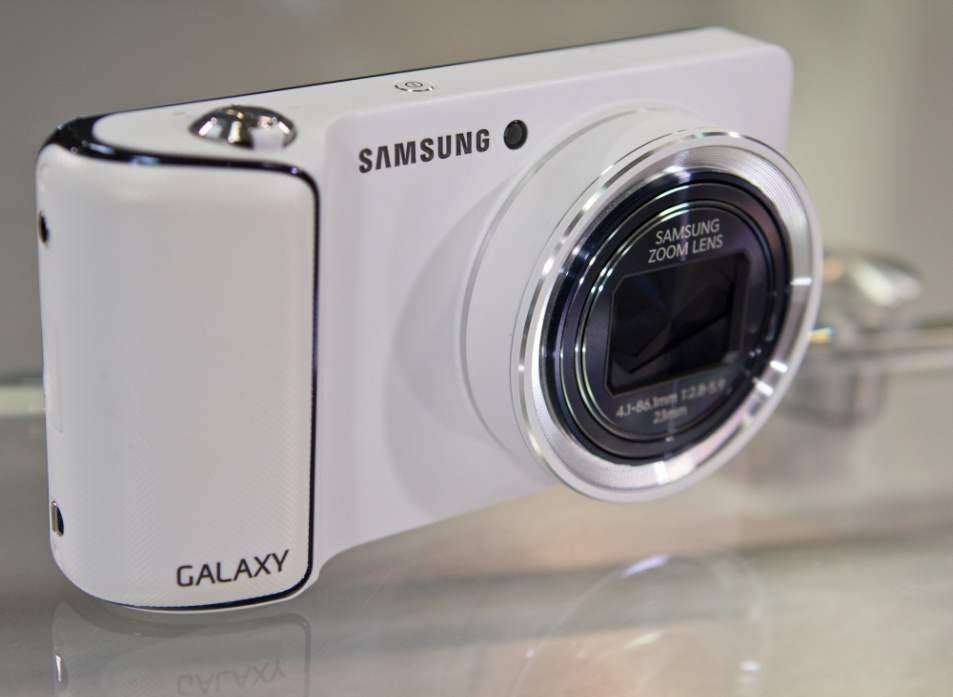 SAMSUNG
SAMSUNG
ZOOM LENS
4.1-86.1mm 1:2.8-5.9
23mm
GALAXY